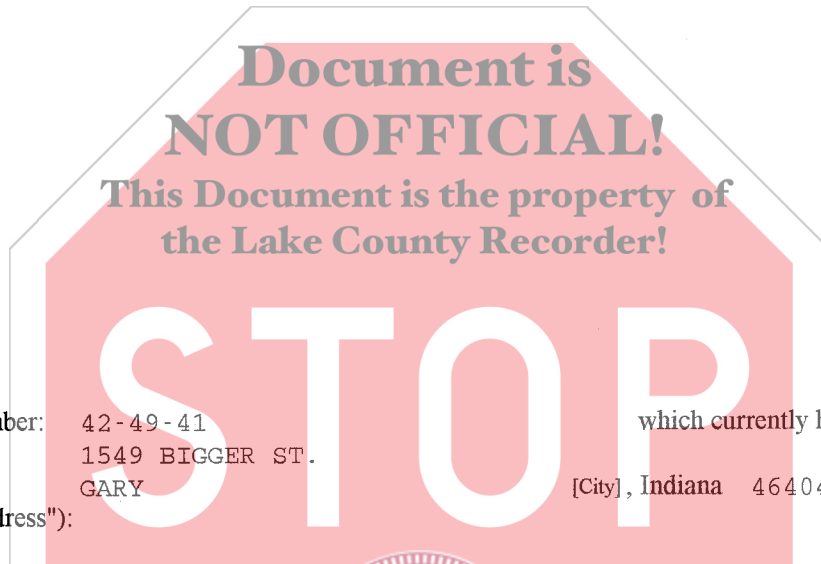 Document is
NOT OFFICIAL!
This Document is the property of
the Lake County Recorder!
STOP
42-49-41 which currently
1549 BIGGER ST.
GARY [City], Indiana 46404